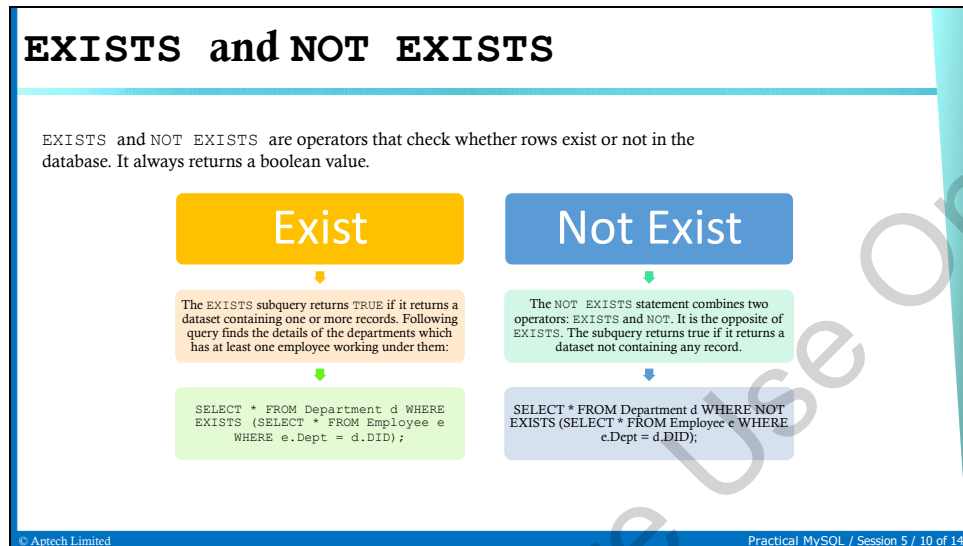 EXISTS and NOT EXISTS
EXISTS and NOT EXISTS are operators that check whether rows exist or not in the
database. It always returns a boolean value.
Exist
The EXISTS subquery returns TRUE if it returns a
dataset containing one or more records. Following
query finds the details of the departments which
has at least one employee working under them:
SELECT * FROM Department d WHERE
EXISTS (SELECT * FROM Employee e
WHERE e.Dept = d.DID);
Not Exist
The NOT EXISTS statement combines two
operators: EXISTS and NOT. It is the opposite of
EXISTS. The subquery returns true if it returns a
dataset not containing any record.
SELECT * FROM Department d WHERE NOT
EXISTS (SELECT * FROM Employee e WHERE
e.Dept = d.DID);
Use
© Aptech Limited
Practical MySQL / Session 5 / 10 of 14